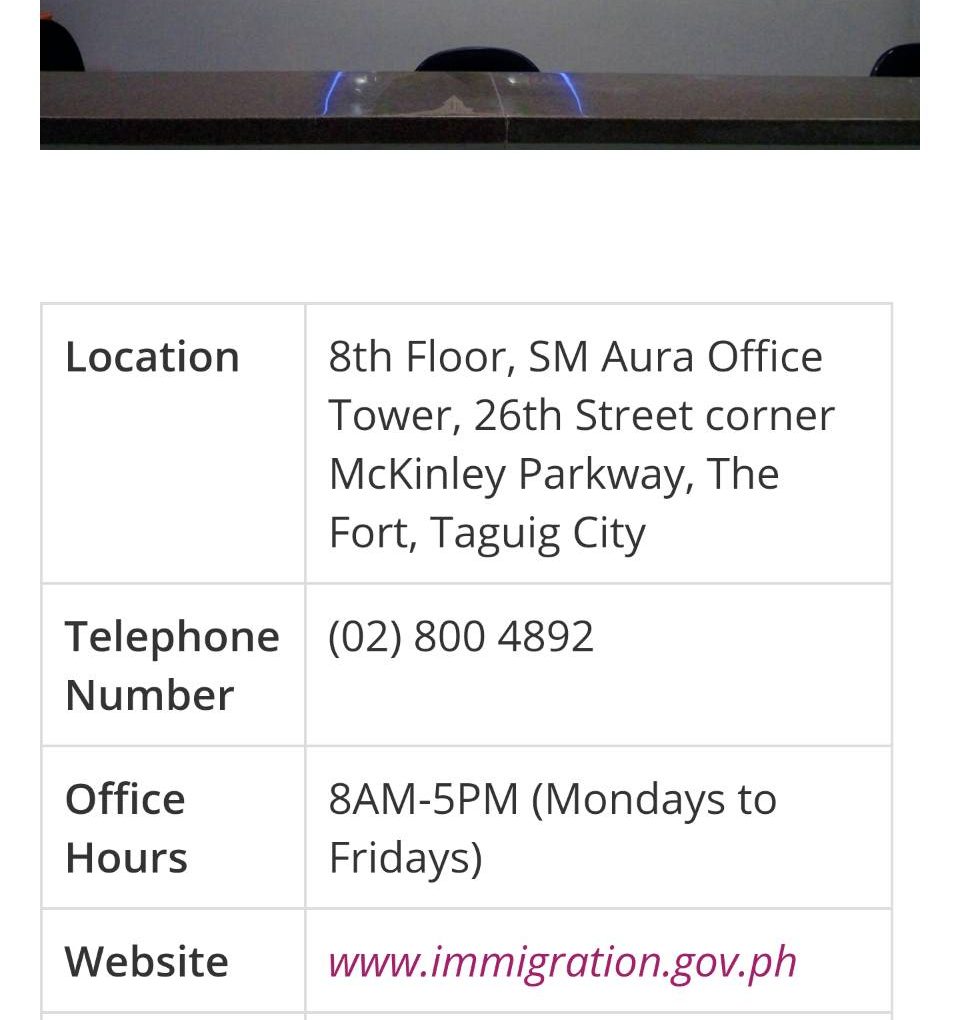 Location
8th Floor, SM Aura Office
Tower, 26th Street corner
McKinley Parkway, The
Fort, Taguig City
Telephone
Number
(02) 800 4892
Office
Hours
8AM-5PM (Mondays to
Fridays)
Website
www.immigration.gov.ph